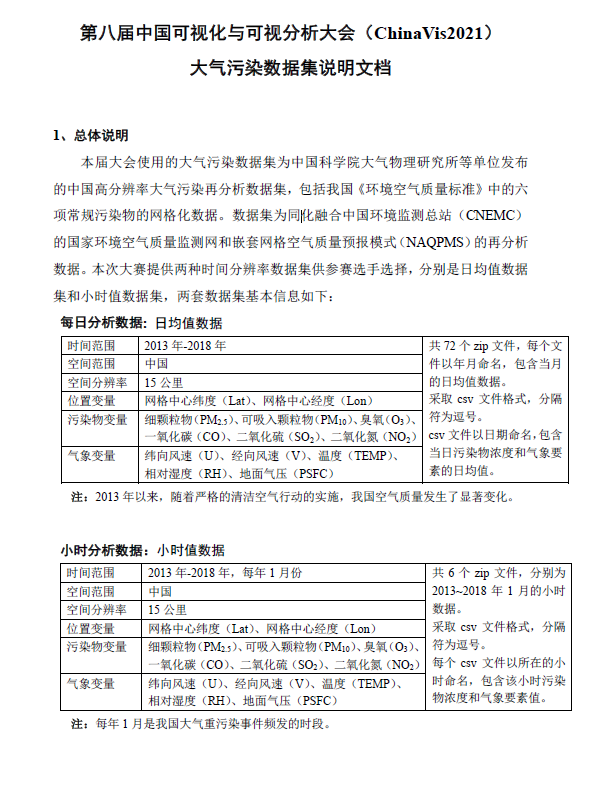 第八届中国可视化与可视分析大会（ChinaVis2021）
大气污染数据集说明文档
1、总体说明
本届大会使用的大气污染数据集为中国科学院大气物理研究所等单位发布
的中国高分辨率大气污染再分析数据集，包括我国《环境空气质量标准》中的六
项常规污染物的网格化数据。数据集为同化融合中国环境监测总站（CNEMC）
的国家环境空气质量监测网和嵌套网格空气质量预报模式（NAQPMS）的再分析
数据。本次大赛提供两种时间分辨率数据集供参赛选手选择，分别是日均值数据
集和小时值数据集，两套数据集基本信息如下：
每日分析数据：日均值数据
时间范围 2013 年-2018 年
空间范围 中国
空间分辨率 15 公里
位置变量 网格中心纬度（Lat）、网格中心经度（Lon）
污染物变量 细颗粒物（PM2.5）、可吸入颗粒物（PM10）、臭氧（O3）、
一氧化碳（CO）、二氧化硫（SO2）、二氧化氮（NO2）
气象变量 纬向风速（U）、经向风速（V）、温度（TEMP）、
相对湿度（RH）、地面气压（PSFC）
共 72 个 zip 文件，每个文
件以年月命名，包含当月
的日均值数据。
采取 csv 文件格式，分隔
符为逗号。
csv 文件以日期命名，包含
当日污染物浓度和气象要
素的日均值。
注：2013 年以来，随着严格的清洁空气行动的实施，我国空气质量发生了显著变化。
小时分析数据：小时值数据
时间范围 2013 年-2018 年，每年 1 月份
空间范围 中国
空间分辨率 15 公里
位置变量 网格中心纬度（Lat）、网格中心经度（Lon）
污染物变量 细颗粒物（PM2.5）、可吸入颗粒物（PM10）、臭氧（O3）、
一氧化碳（CO）、二氧化硫（SO2）、二氧化氮（NO2）
气象变量 纬向风速（U）、经向风速（V）、温度（TEMP）、
相对湿度（RH）、地面气压（PSFC）
共 6 个 zip 文件，分别为
2013~2018 年 1 月的小时
数据。
采取 csv 文件格式，分隔
符为逗号。
每个 csv 文件以所在的小
时命名，包含该小时污染
物浓度和气象要素值。
注：每年 1 月是我国大气重污染事件频发的时段。